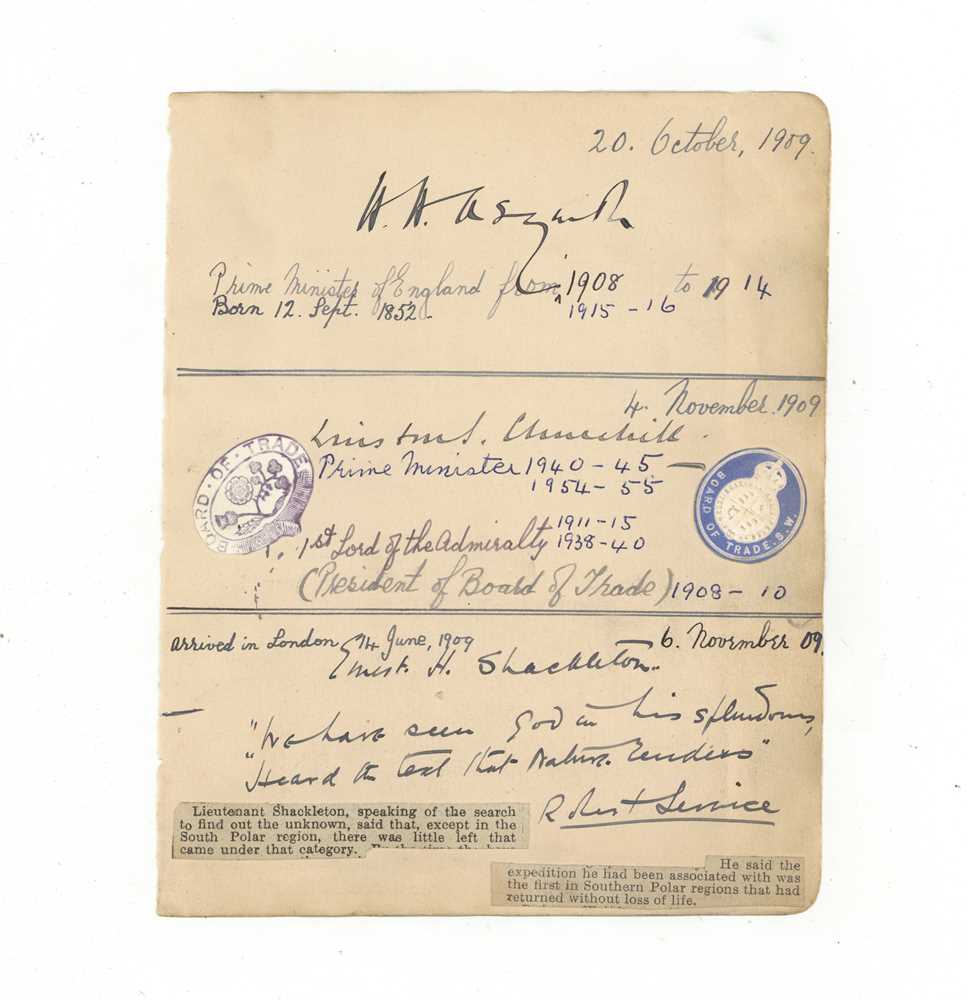 20. October, 1909.
H. H. Asquith
Prime Minister of England from 1908 to 1914
Born 12. Sept. 1852. ^ 1915 - 16
4. November. 1909
Winston S. Churchill.
BOARD · OF · TRADE
Prime Minister 1940 - 45 —
1954 - 55
BOARD OF TRADE. S.W.
1911 - 15
1st Lord of the Admiralty 1938 - 40
(President of Board of Trade) 1908 - 10
arrived in London 14 June, 1909
6. November 09.
Ernest. H. Shackleton.
"We have seen God in his splendours,
"Heard the text that Nature renders"
Robert Service
Lieutenant Shackleton, speaking of the search
to find out the unknown, said that, except in the
South Polar region, there was little left that
came under that category.
He said the
expedition he had been associated with was
the first in Southern Polar regions that had
returned without loss of life.